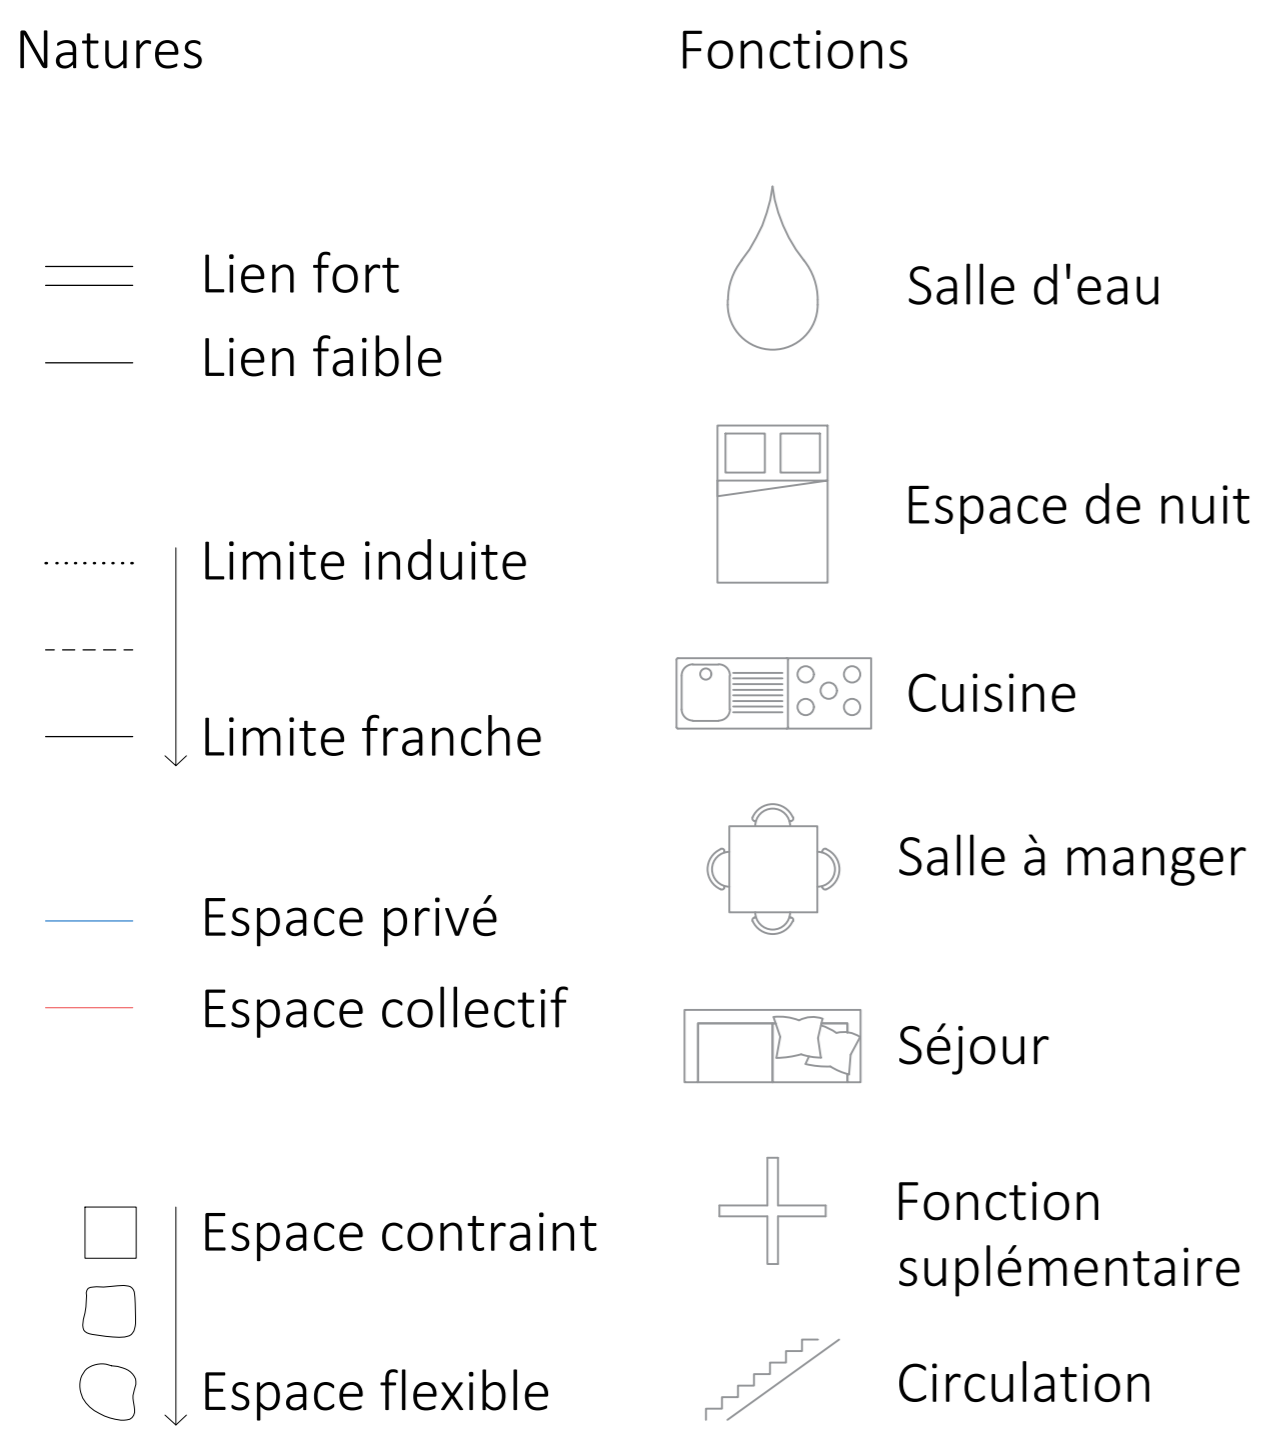 Natures
Lien fort
Lien faible
Limite induite
Limite franche
Espace privé
Espace collectif
Espace contraint
Espace flexible
Fonctions
Salle d'eau
Espace de nuit
Cuisine
Salle à manger
Séjour
Fonction
suplémentaire
Circulation